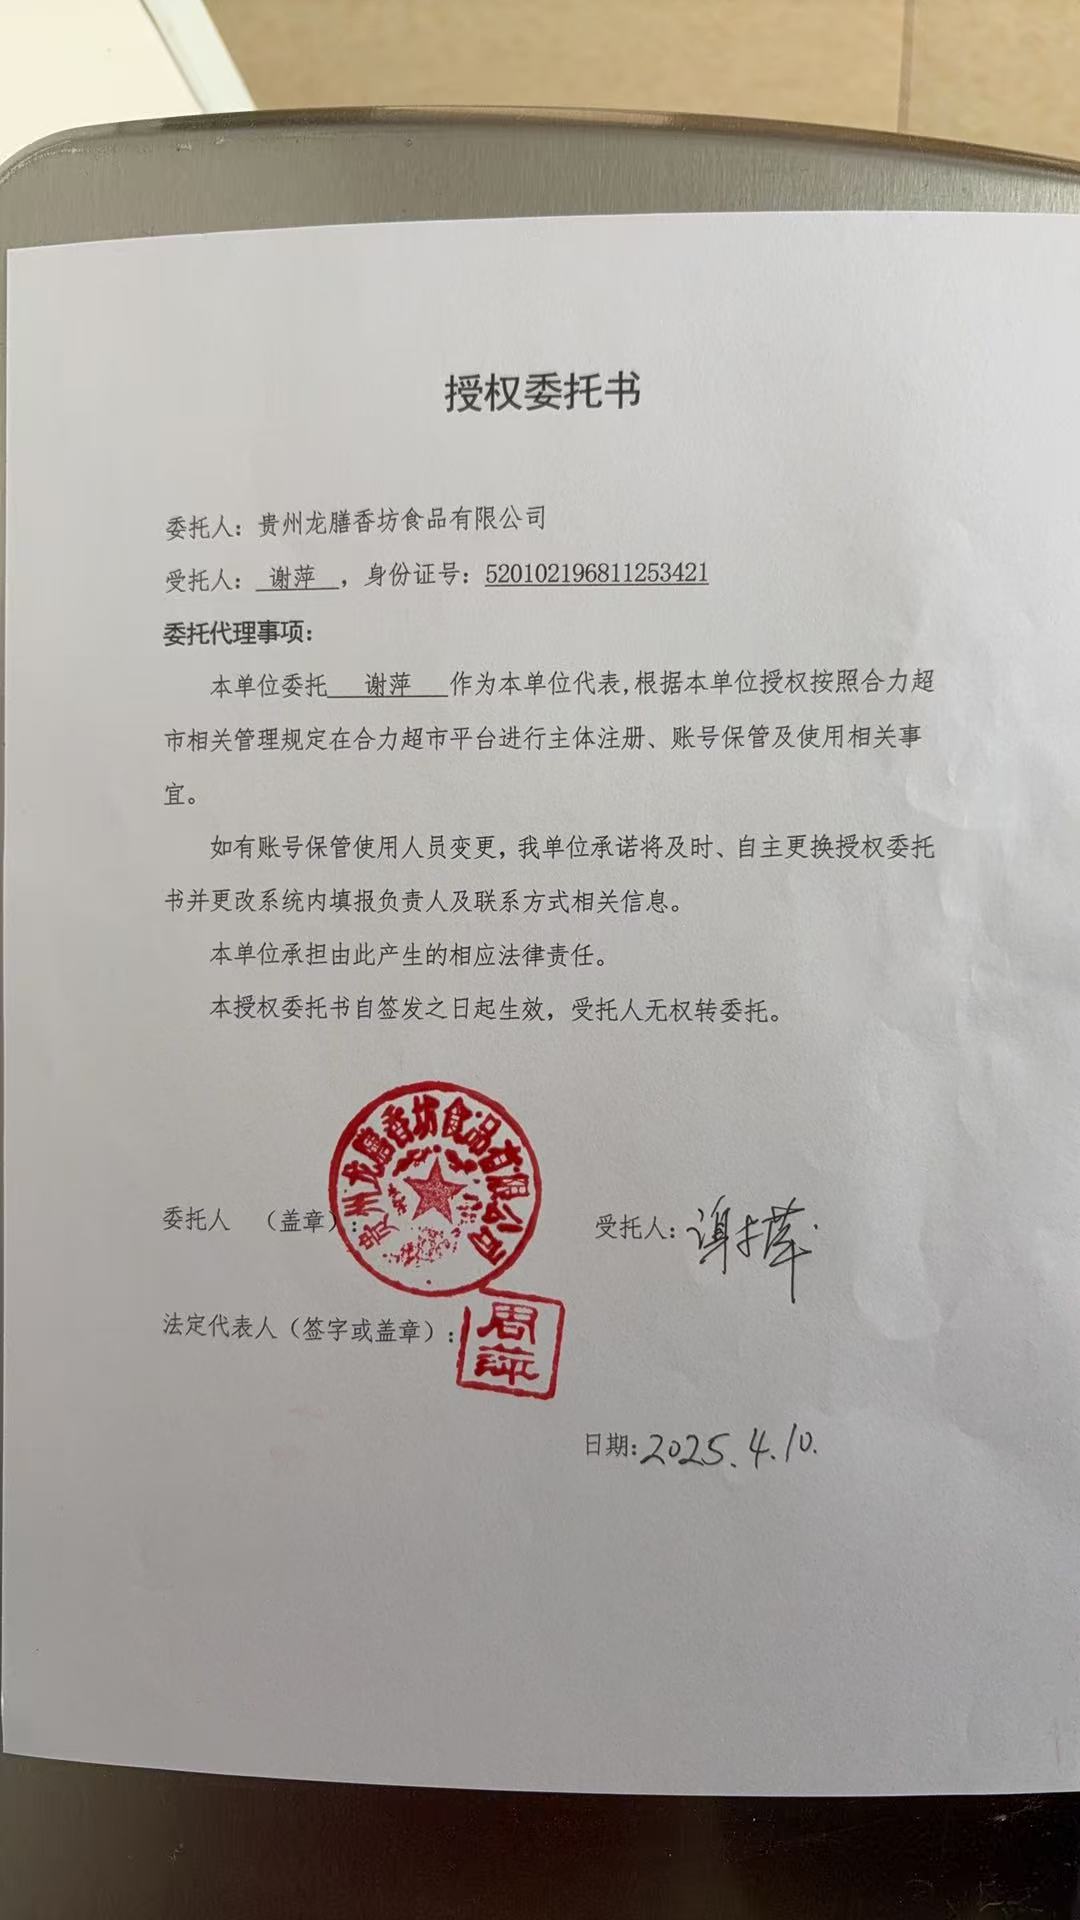 授权委托书
委托人：贵州龙膳香坊食品有限公司
受托人：谢萍，身份证号：520102196811253421
委托代理事项：
本单位委托谢萍作为本单位代表,根据本单位授权按照合力超
市相关管理规定在合力超市平台进行主体注册、账号保管及使用相关事
宜。
如有账号保管使用人员变更,我单位承诺将及时、自主更换授权委托
书并更改系统内填报负责人及联系方式相关信息。
本单位承担由此产生的相应法律责任。
本授权委托书自签发之日起生效，受托人无权转委托。
贵州龙膳香坊食品有限公司
委托人 （盖章）：
受托人：谢萍
法定代表人（签字或盖章）：
周萍
日期:2025.4.10.